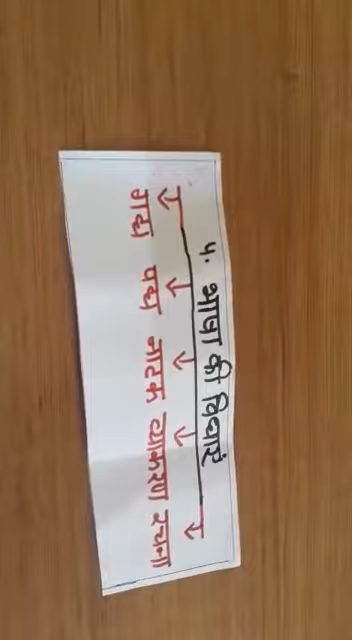 ५. भाषा की विधाएं
गद्य पद्य नाटक व्याकरण रचना